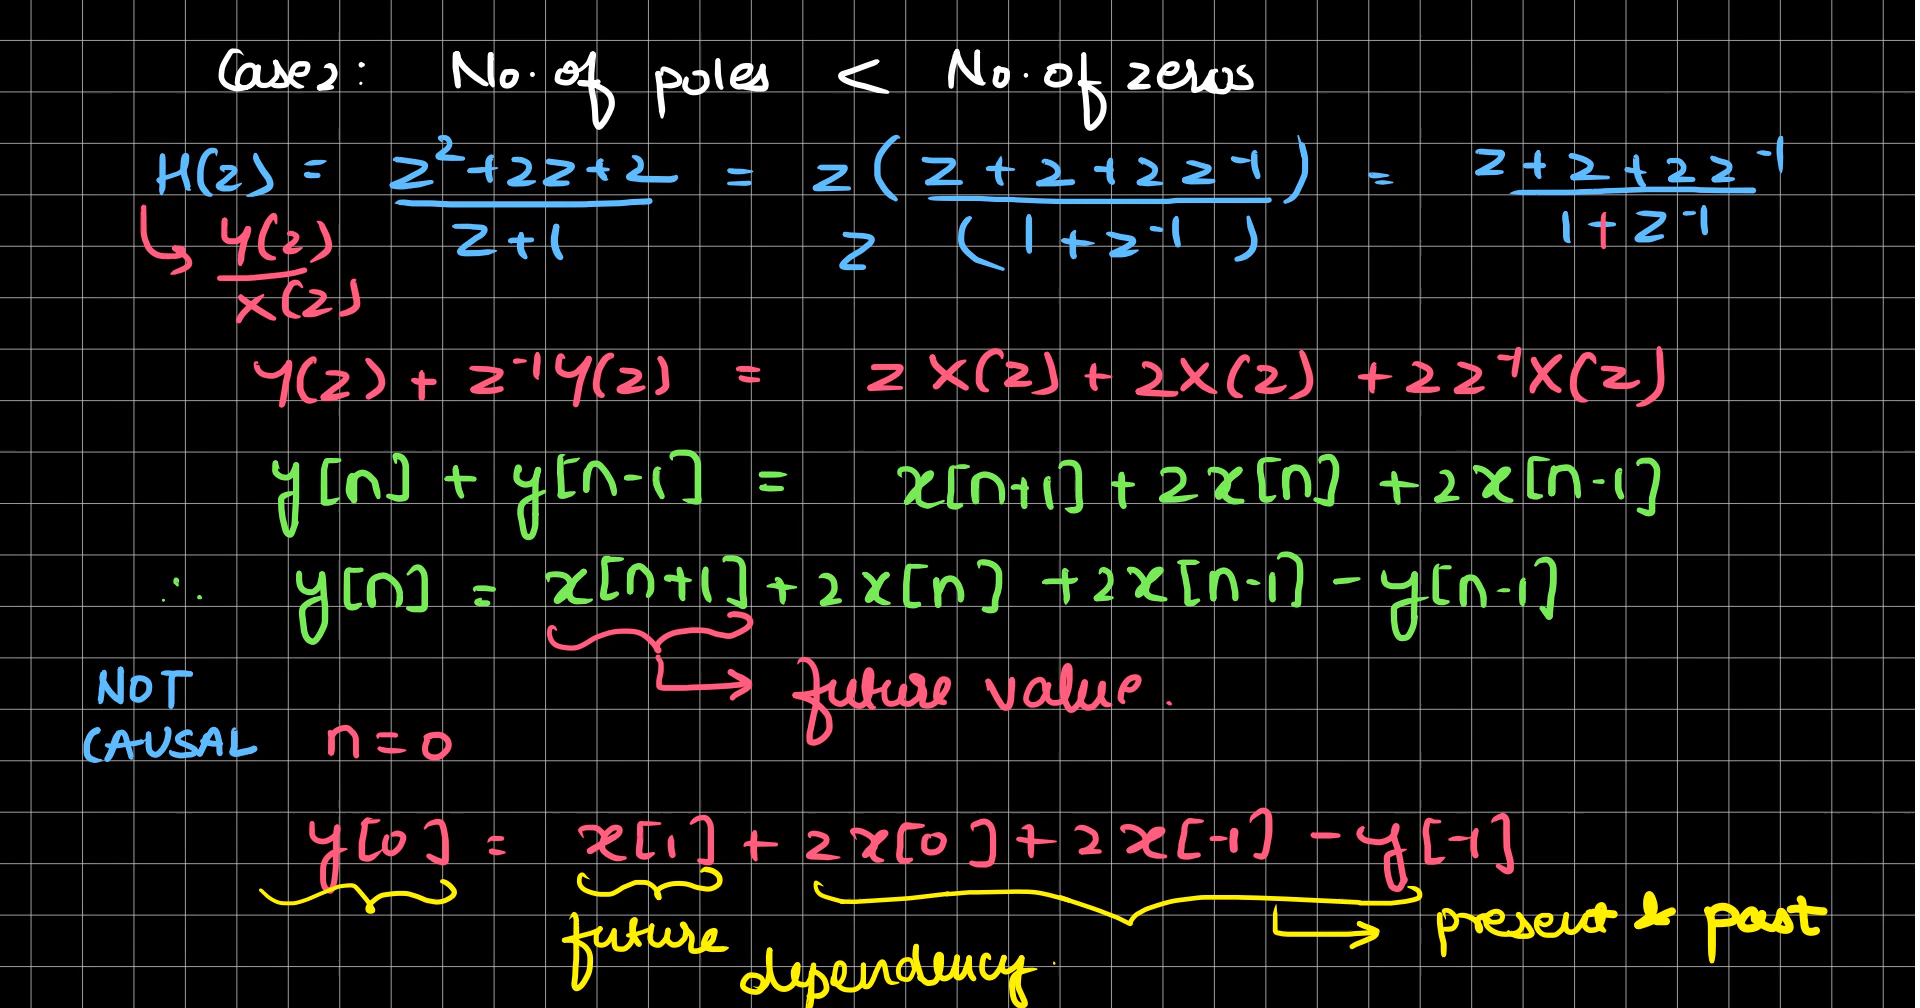 Case 2: No. of poles < No. of zeros
H(z) = z²+2z+2 / z+1 = z (z + 2 + 2z⁻¹) / z (1 + z⁻¹) = z + 2 + 2z⁻¹ / 1 + z⁻¹
↳ Y(z) / X(z)
Y(z) + z⁻¹Y(z) = z X(z) + 2X(z) + 2z⁻¹X(z)
y[n] + y[n-1] = x[n+1] + 2x[n] + 2x[n-1]
∴ y[n] = x[n+1] + 2x[n] + 2x[n-1] - y[n-1]
→ future value.
NOT
CAUSAL n = 0
y[0] = x[1] + 2x[0] + 2x[-1] - y[-1]
→ present & past
future
dependency.